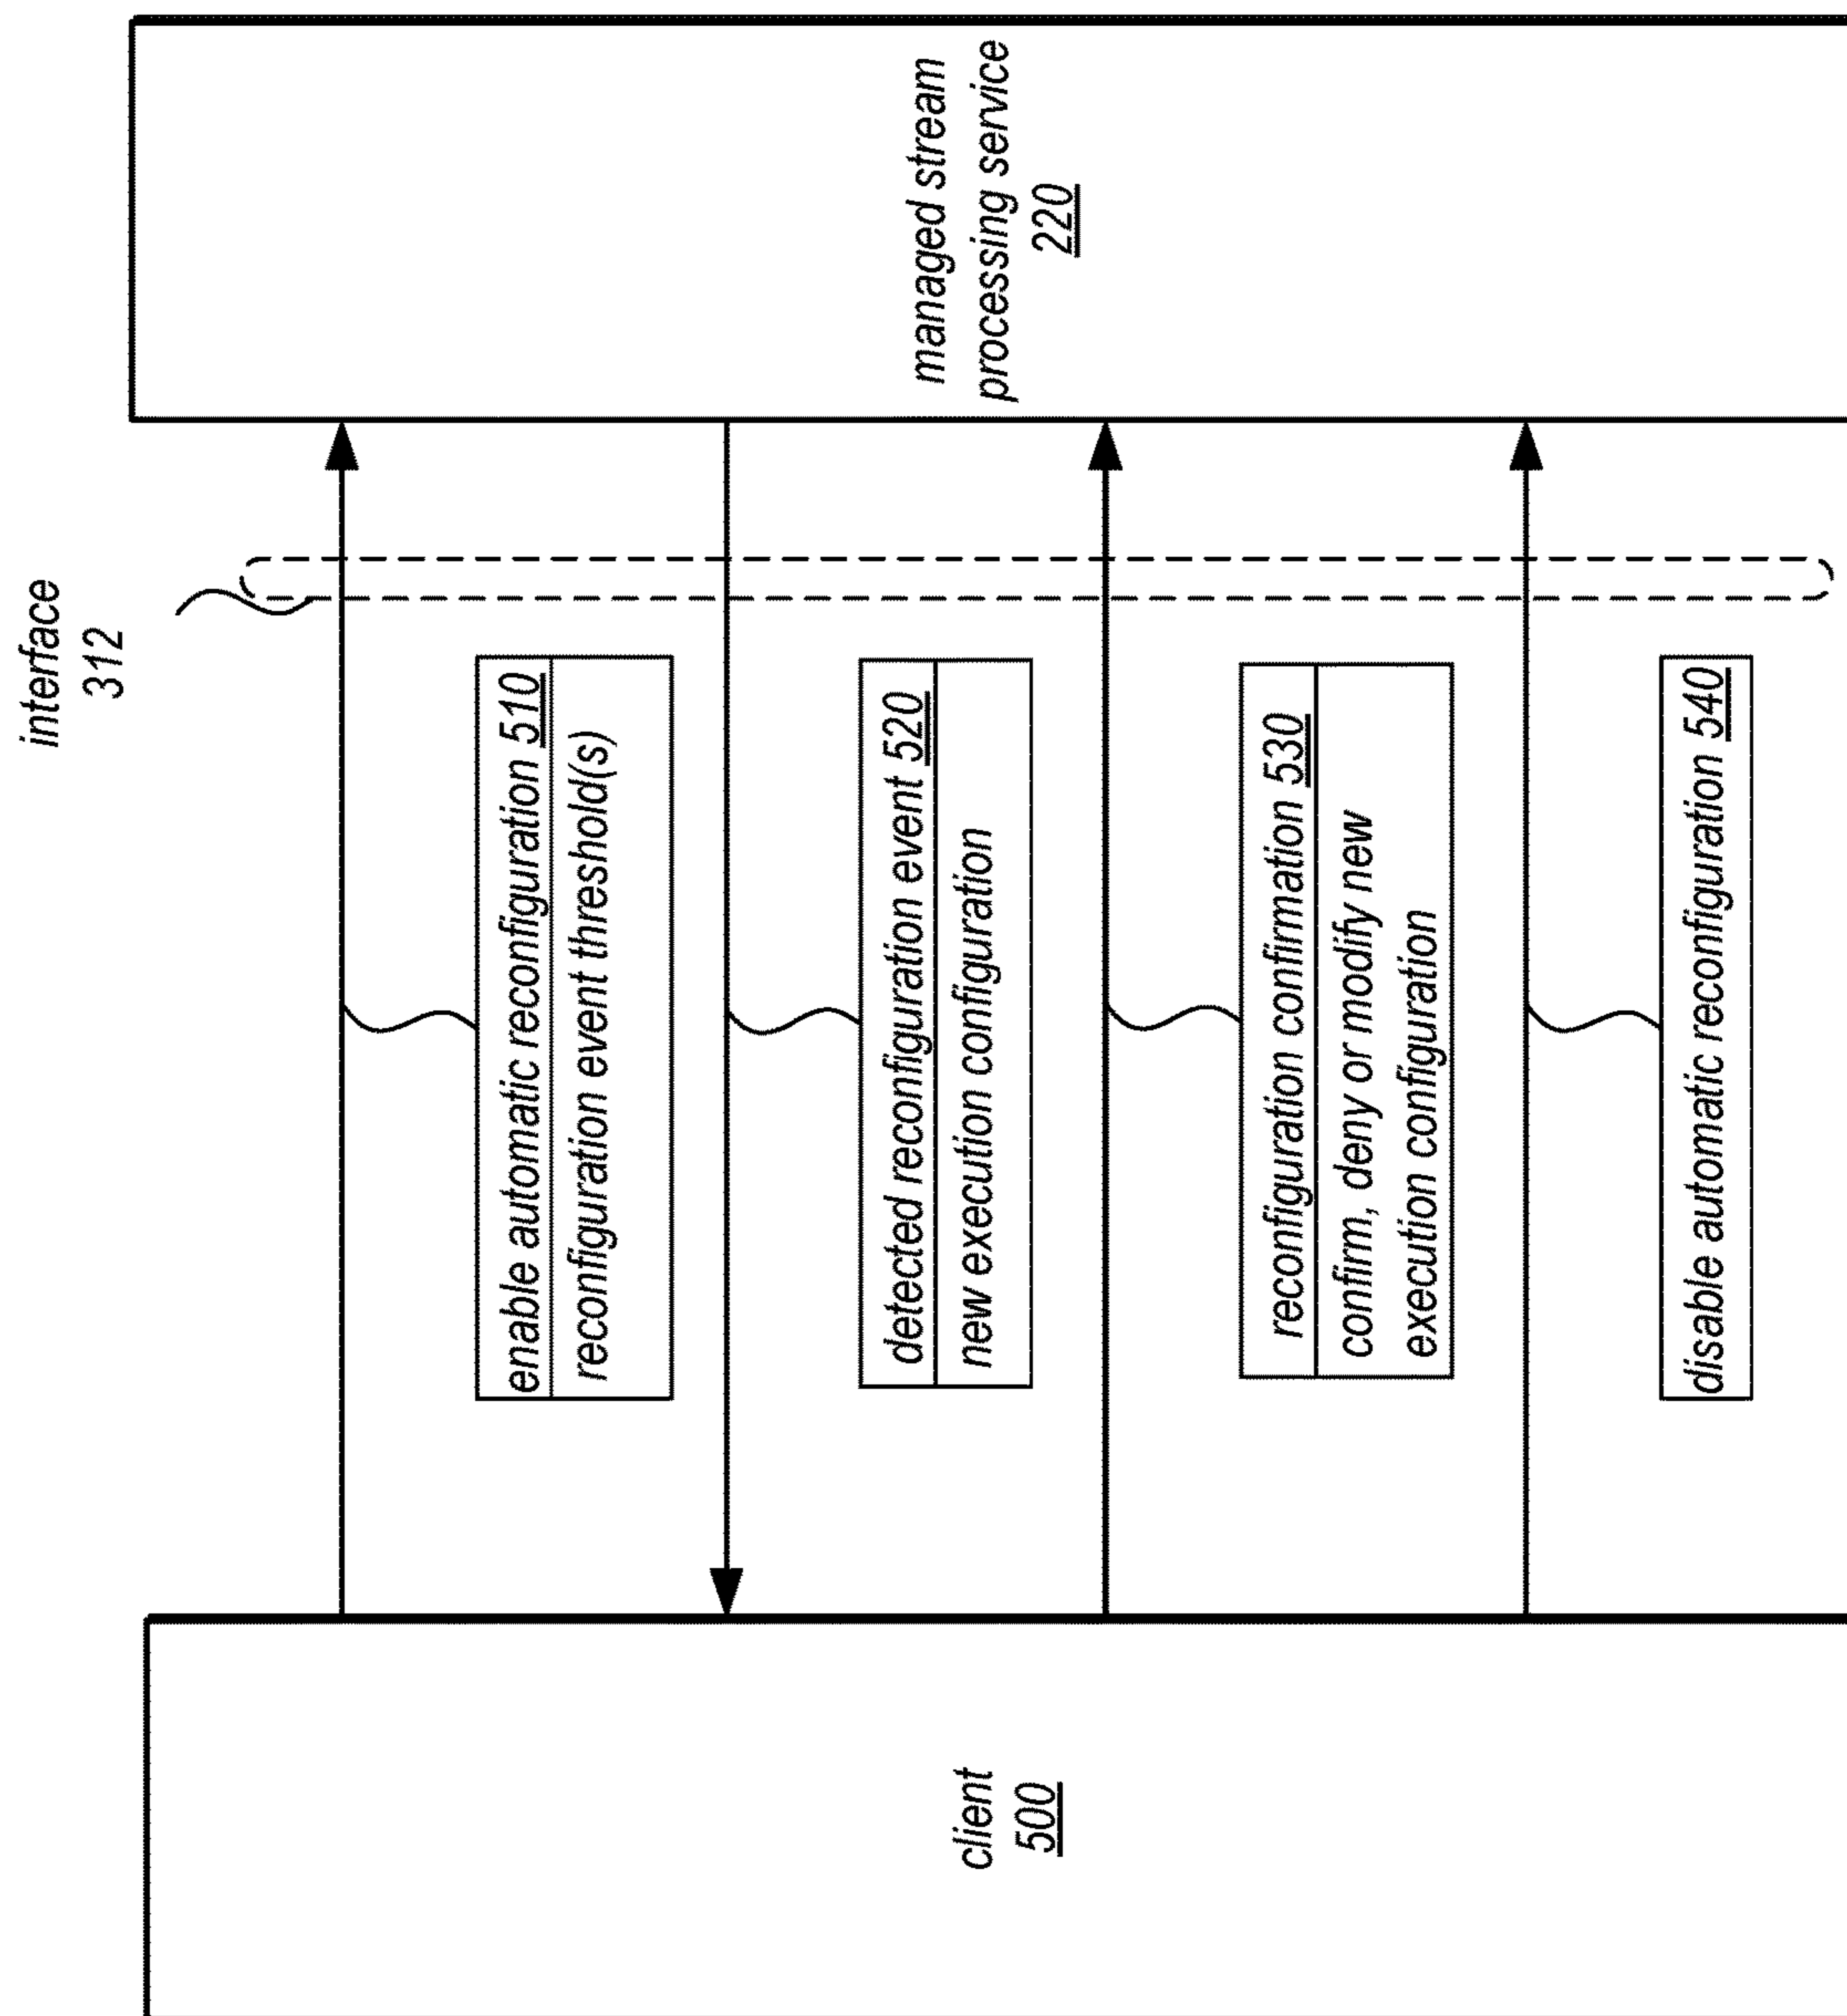 interface
312
client
500
managed stream
processing service
220
enable automatic reconfiguration 510
reconfiguration event threshold(s)
detected reconfiguration event 520
new execution configuration
reconfiguration confirmation 530
confirm, deny or modify new
execution configuration
disable automatic reconfiguration 540